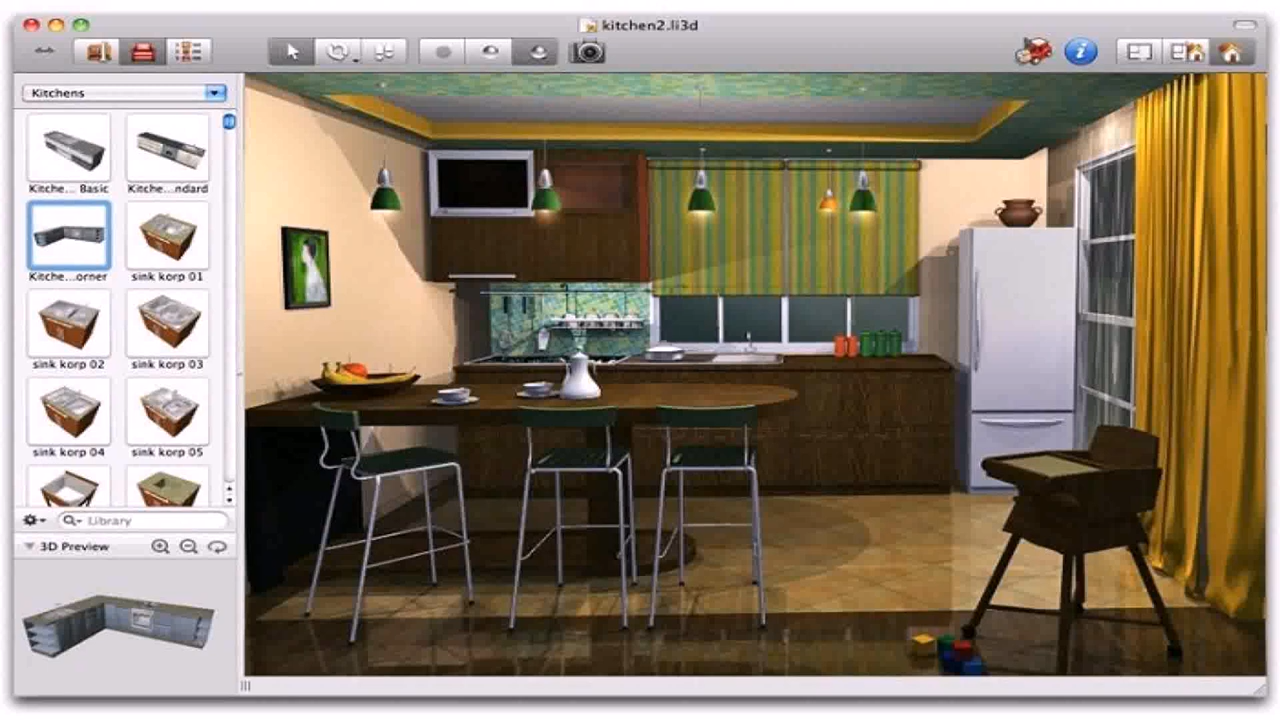 kitchen2.li3d
Kitchens
Kitche... Basic
Kitche...ndard
Kitche...orner
sink korp 01
sink korp 02
sink korp 03
sink korp 04
sink korp 05
Library
3D Preview